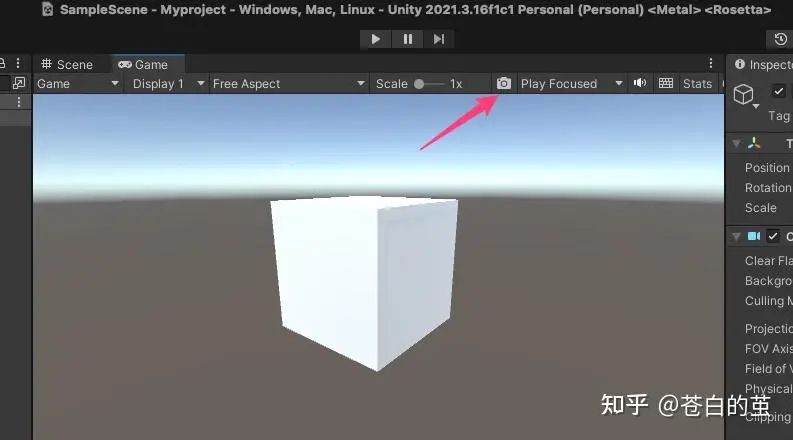 SampleScene - Myproject - Windows, Mac, Linux - Unity 2021.3.16f1c1 Personal (Personal) <Metal> <Rosetta>
Scene Game
Game Display 1 Free Aspect Scale 1x Play Focused Stats
Inspecto
Tag
T
Position
Rotation
Scale
C
Clear Fla
Backgro
Culling M
Projectio
FOV Axis
Field of V
Physical
Clipping
知乎 @苍白的茧